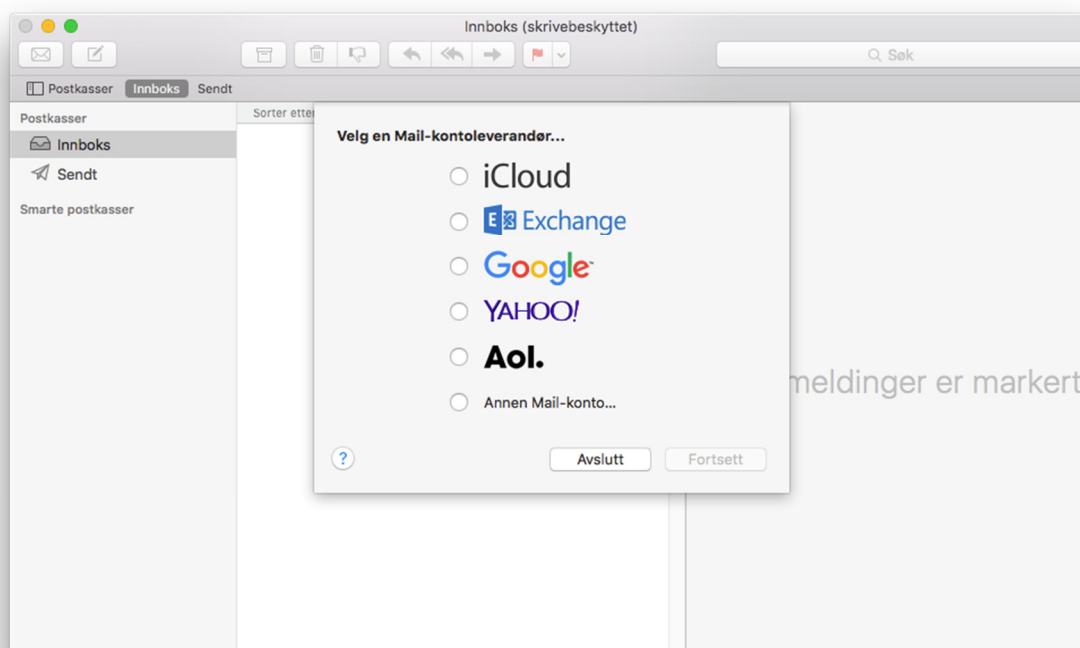 Innboks (skrivebeskyttet)
Søk
Postkasser Innboks Sendt
Postkasser
Innboks
Sendt
Smarte postkasser
Sorter etter
Velg en Mail-kontoleverandør...
iCloud
E Exchange
Google™
YAHOO!
Aol.
Annen Mail-konto...
meldinger er markert
? Avslutt Fortsett